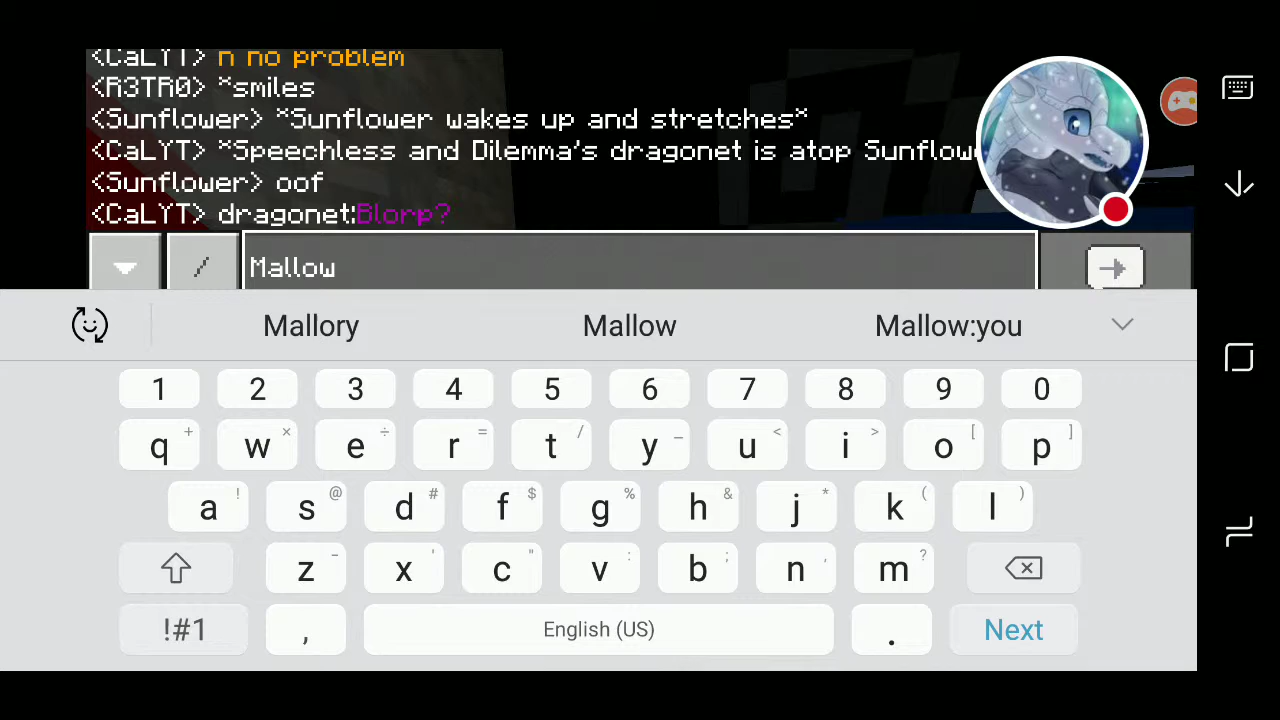 <CaLYT> n no problem
<R3TR0> *smiles
<Sunflower> *Sunflower wakes up and stretches*
<CaLYT> *Speechless and Dilemma's dragonet is atop
<Sunflower> oof
<CaLYT> dragonet:Blorp?
/ Mallow
Mallory Mallow Mallow:you
1 2 3 4 5 6 7 8 9 0
q + w × e ÷ r = t / y _ u < i > o [ p ]
a ! s @ d # f $ g % h & j * k ( l )
z - x ' c " v : b ; n , m ?
!#1 , English (US) . Next